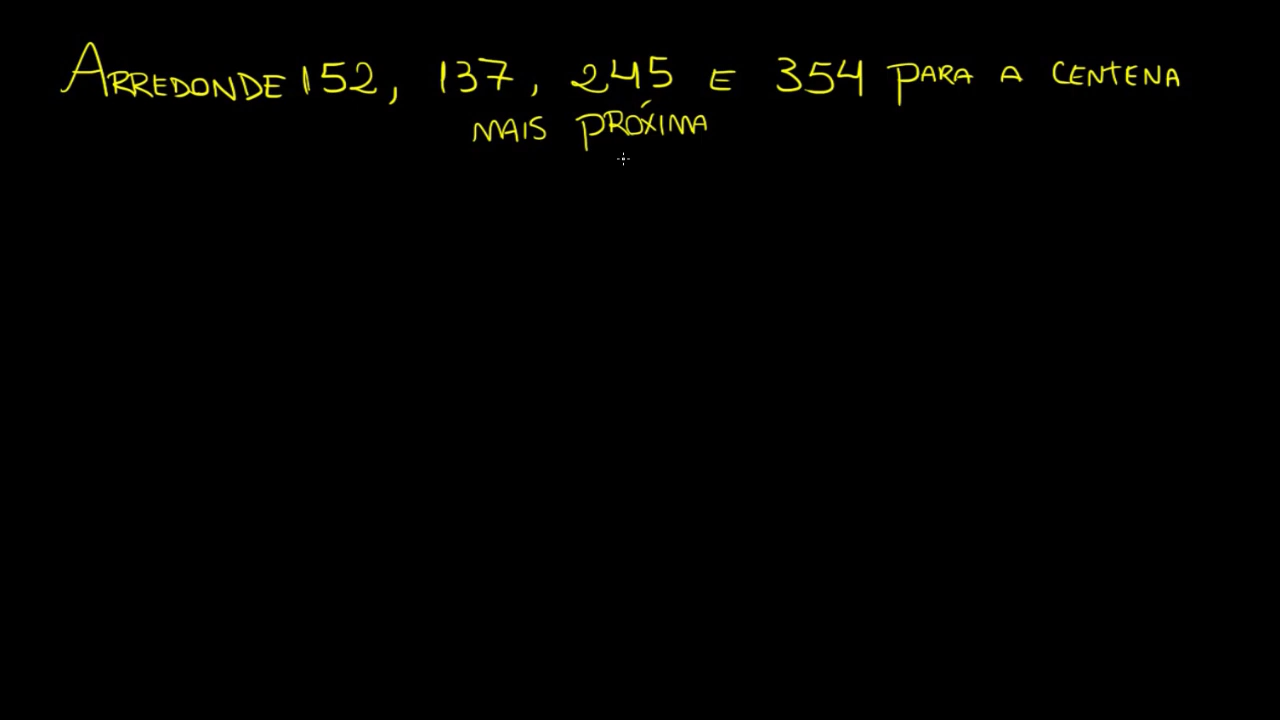 ARREDONDE 152, 137, 245 E 354 PARA A CENTENA
MAIS PRÓXIMA